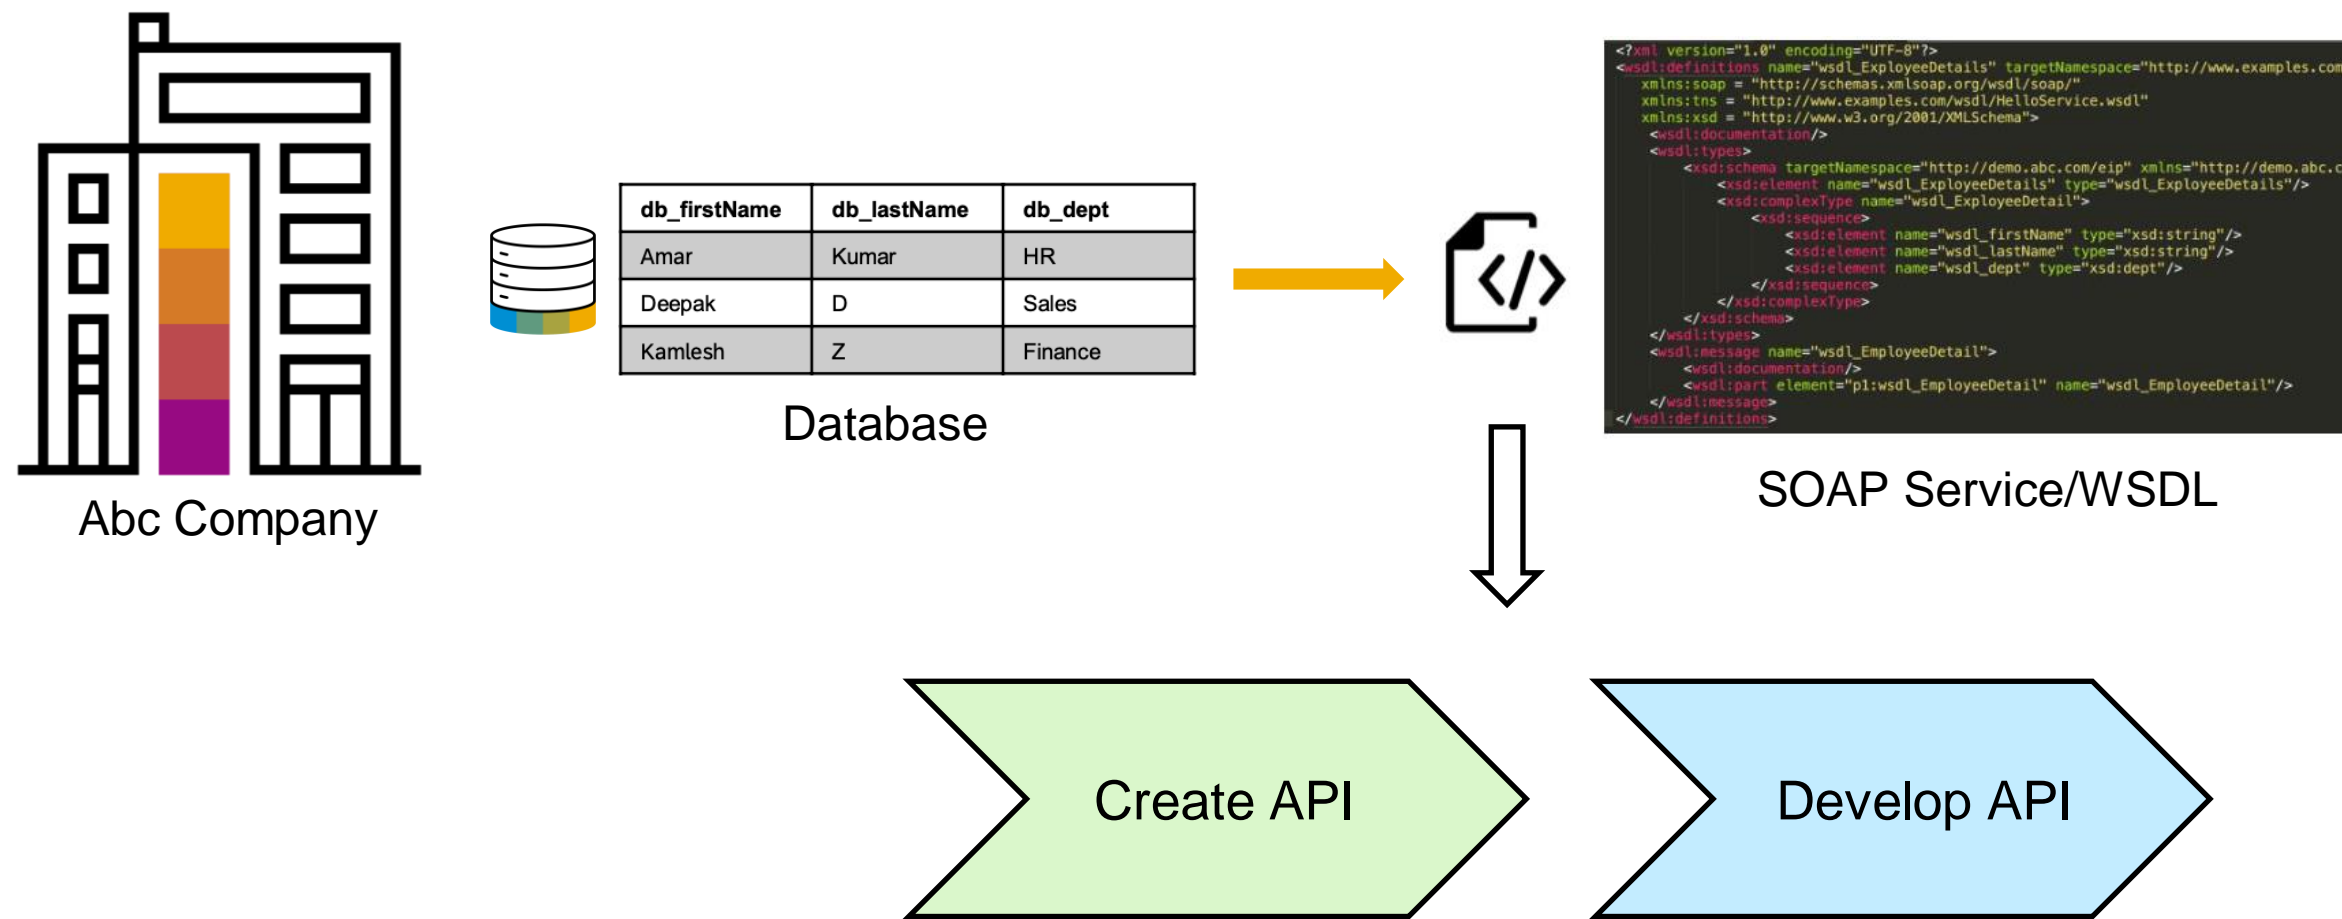 Abc Company
db_firstName db_lastName db_dept
Amar Kumar HR
Deepak D Sales
Kamlesh Z Finance
Database
<?xml version="1.0" encoding="UTF-8"?>
<wsdl:definitions name="wsdl_ExployeeDetails" targetNamespace="http://www.examples.com
xmlns:soap = "http://schemas.xmlsoap.org/wsdl/soap/"
xmlns:tns = "http://www.examples.com/wsdl/HelloService.wsdl"
xmlns:xsd = "http://www.w3.org/2001/XMLSchema">
<wsdl:documentation/>
<wsdl:types>
<xsd:schema targetNamespace="http://demo.abc.com/eip" xmlns="http://demo.abc.c
<xsd:element name="wsdl_ExployeeDetails" type="wsdl_ExployeeDetails"/>
<xsd:complexType name="wsdl_ExployeeDetail">
<xsd:sequence>
<xsd:element name="wsdl_firstName" type="xsd:string"/>
<xsd:element name="wsdl_lastName" type="xsd:string"/>
<xsd:element name="wsdl_dept" type="xsd:dept"/>
</xsd:sequence>
</xsd:complexType>
</xsd:schema>
</wsdl:types>
<wsdl:message name="wsdl_EmployeeDetail">
<wsdl:documentation/>
<wsdl:part element="p1:wsdl_EmployeeDetail" name="wsdl_EmployeeDetail"/>
</wsdl:message>
</wsdl:definitions>
SOAP Service/WSDL
Create API
Develop API